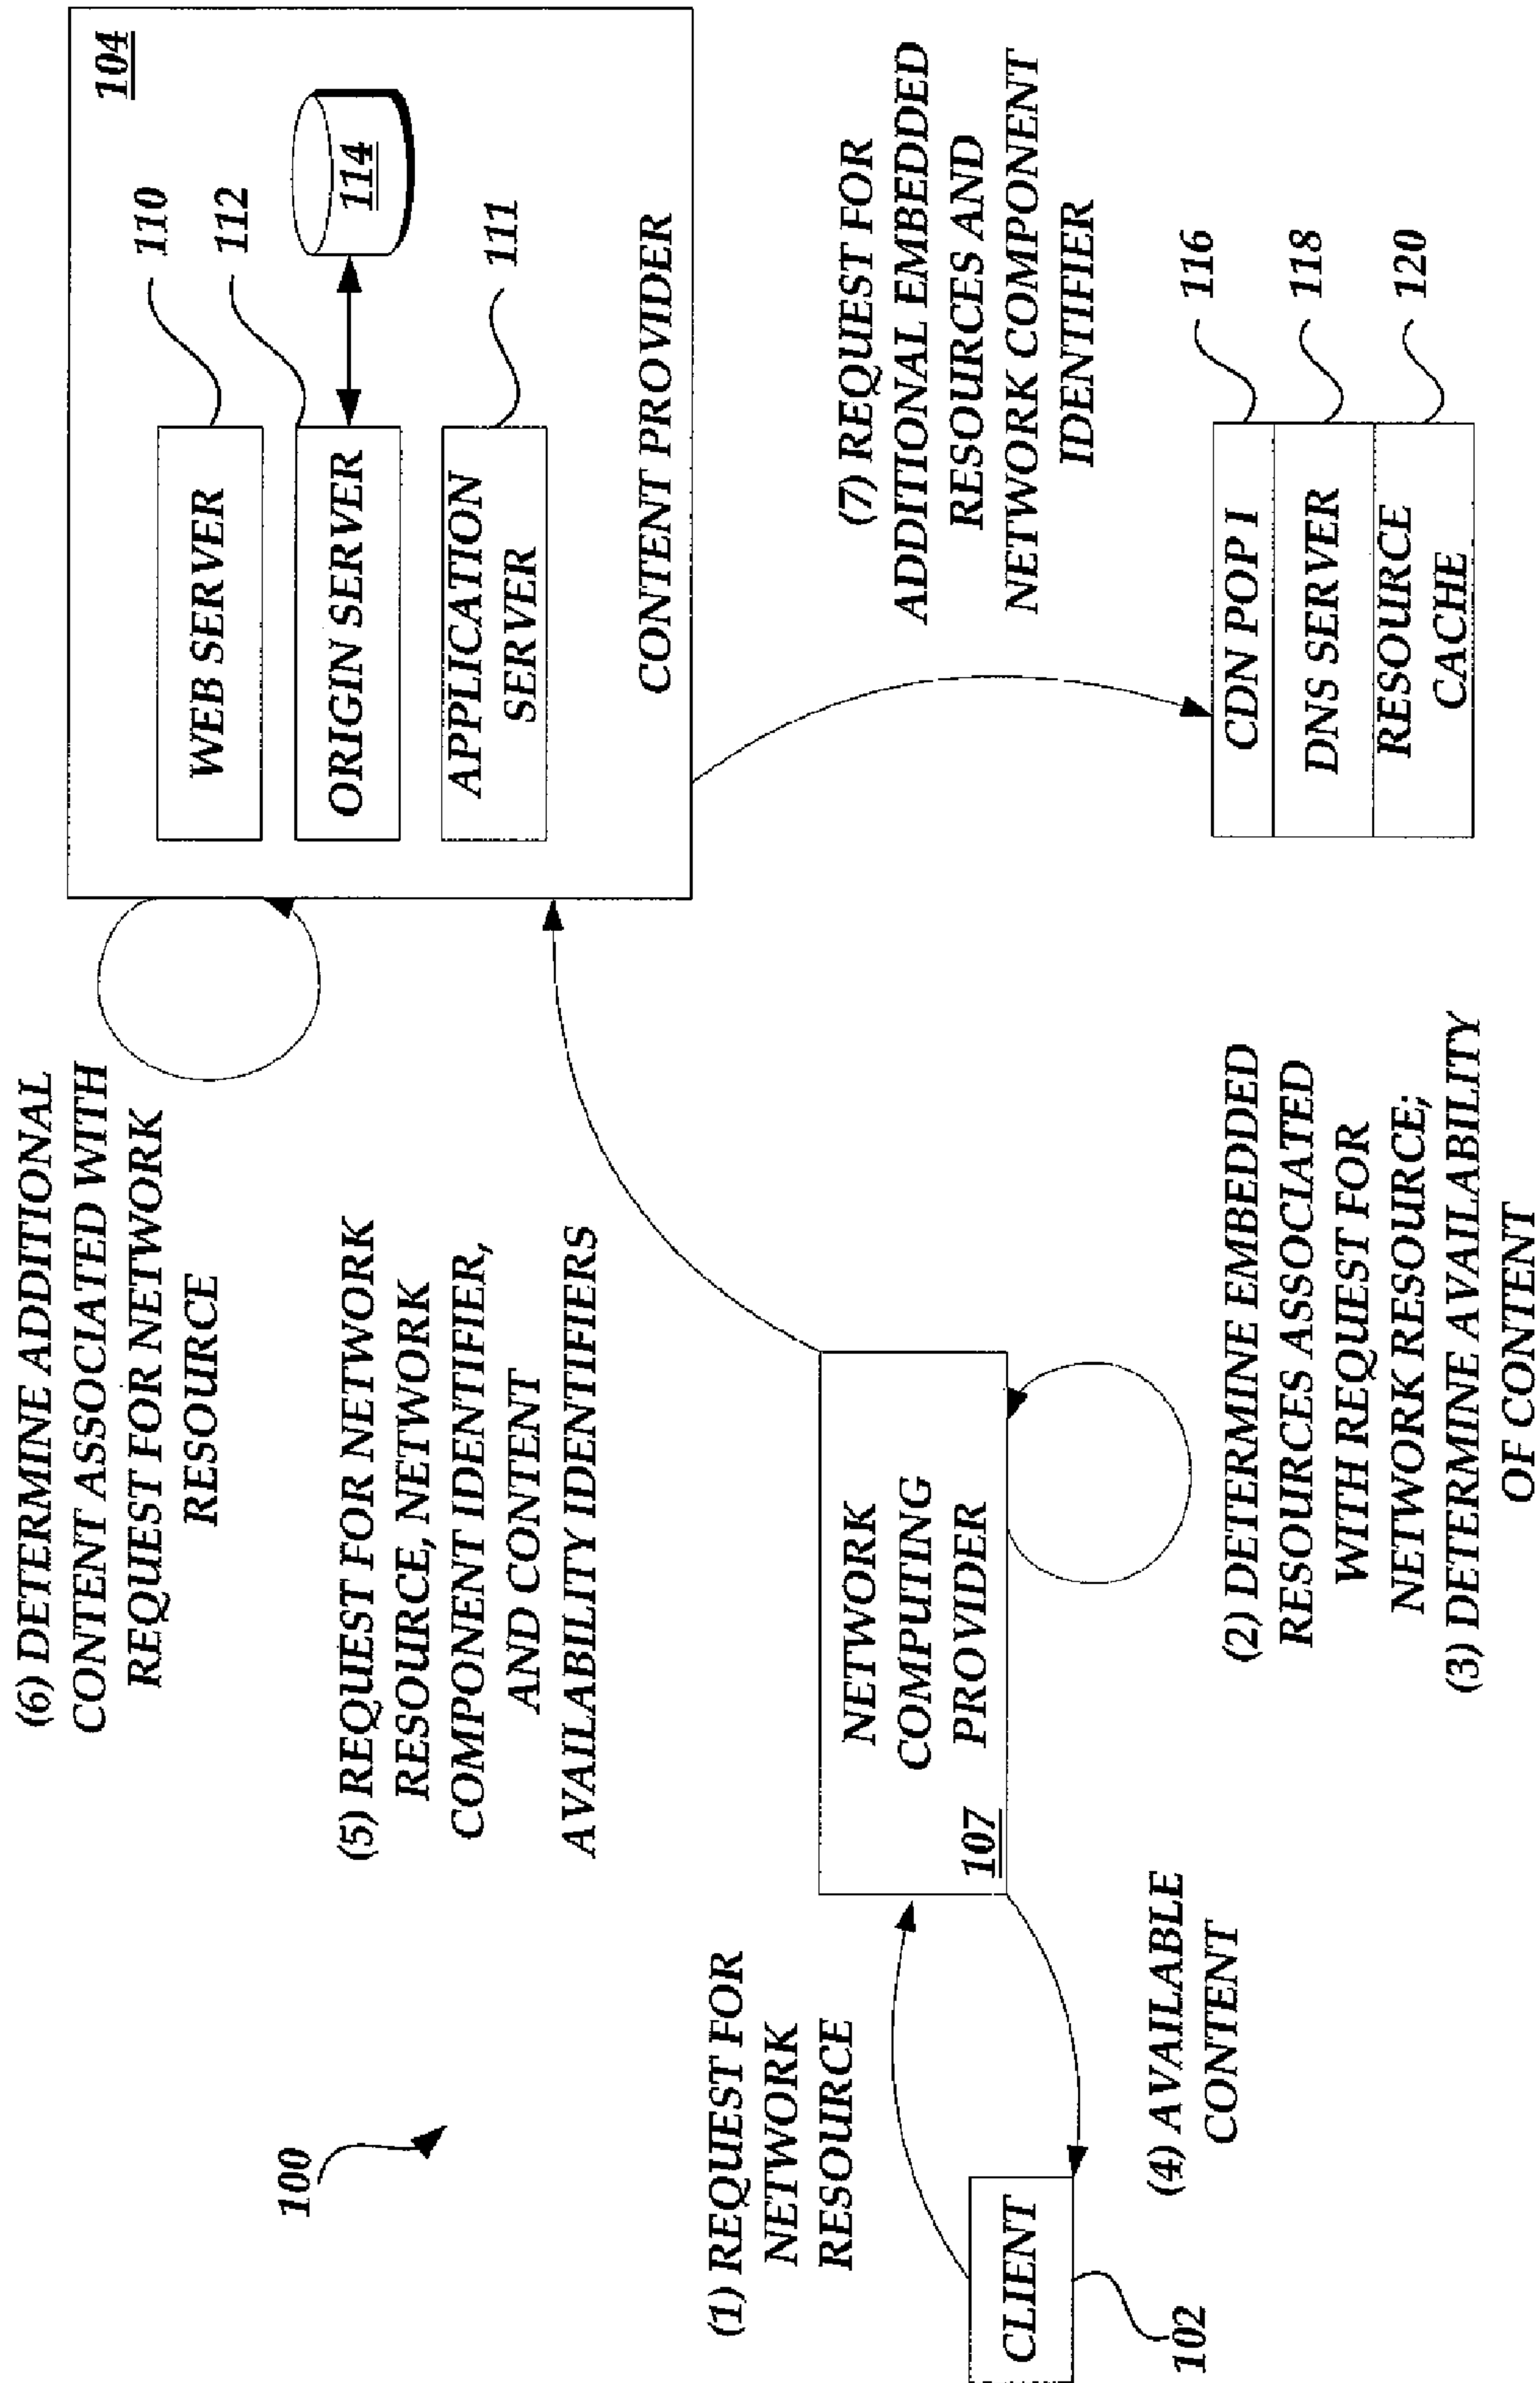 100
(1) REQUEST FOR
NETWORK
RESOURCE
CLIENT
102
(4) AVAILABLE
CONTENT
NETWORK
COMPUTING
PROVIDER
107
(2) DETERMINE EMBEDDED
RESOURCES ASSOCIATED
WITH REQUEST FOR
NETWORK RESOURCE;
(3) DETERMINE AVAILABILITY
OF CONTENT
(5) REQUEST FOR NETWORK
RESOURCE, NETWORK
COMPONENT IDENTIFIER,
AND CONTENT
AVAILABILITY IDENTIFIERS
(6) DETERMINE ADDITIONAL
CONTENT ASSOCIATED WITH
REQUEST FOR NETWORK
RESOURCE
104
WEB SERVER
110
ORIGIN SERVER
112
114
APPLICATION
SERVER
111
CONTENT PROVIDER
(7) REQUEST FOR
ADDITIONAL EMBEDDED
RESOURCES AND
NETWORK COMPONENT
IDENTIFIER
CDN POP I
116
DNS SERVER
118
RESOURCE
CACHE
120